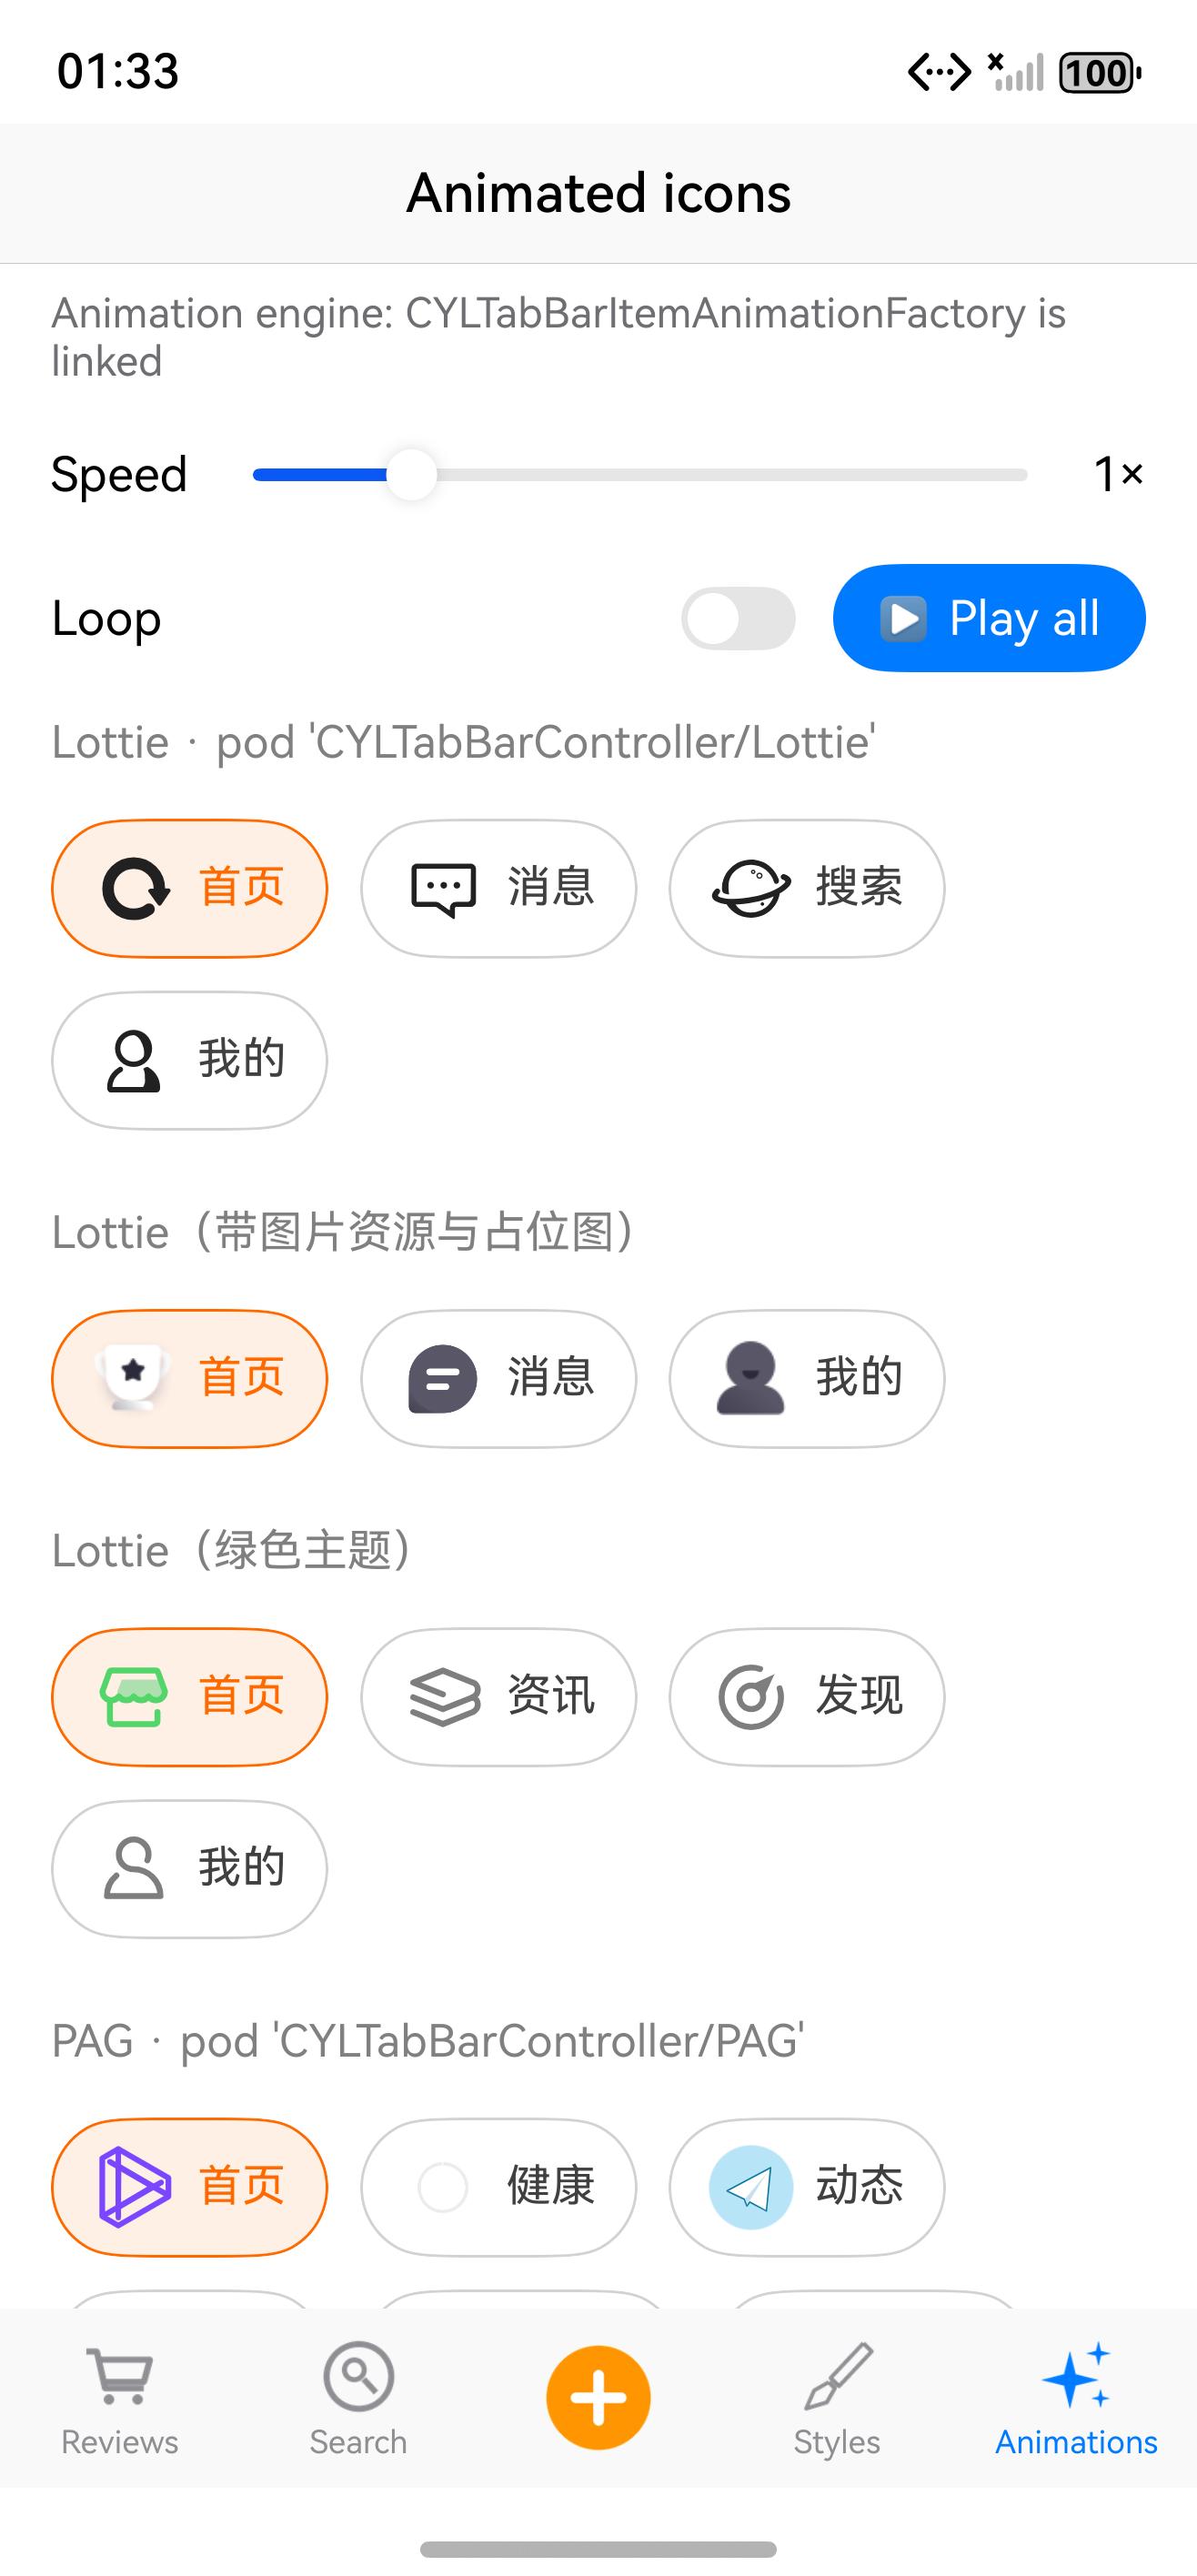 01:33
100
Animated icons
Animation engine: CYLTabBarItemAnimationFactory is
linked
Speed
1×
Loop
Play all
Lottie · pod 'CYLTabBarController/Lottie'
首页
消息
搜索
我的
Lottie（带图片资源与占位图）
首页
消息
我的
Lottie（绿色主题）
首页
资讯
发现
我的
PAG · pod 'CYLTabBarController/PAG'
首页
健康
动态
Reviews
Search
Styles
Animations